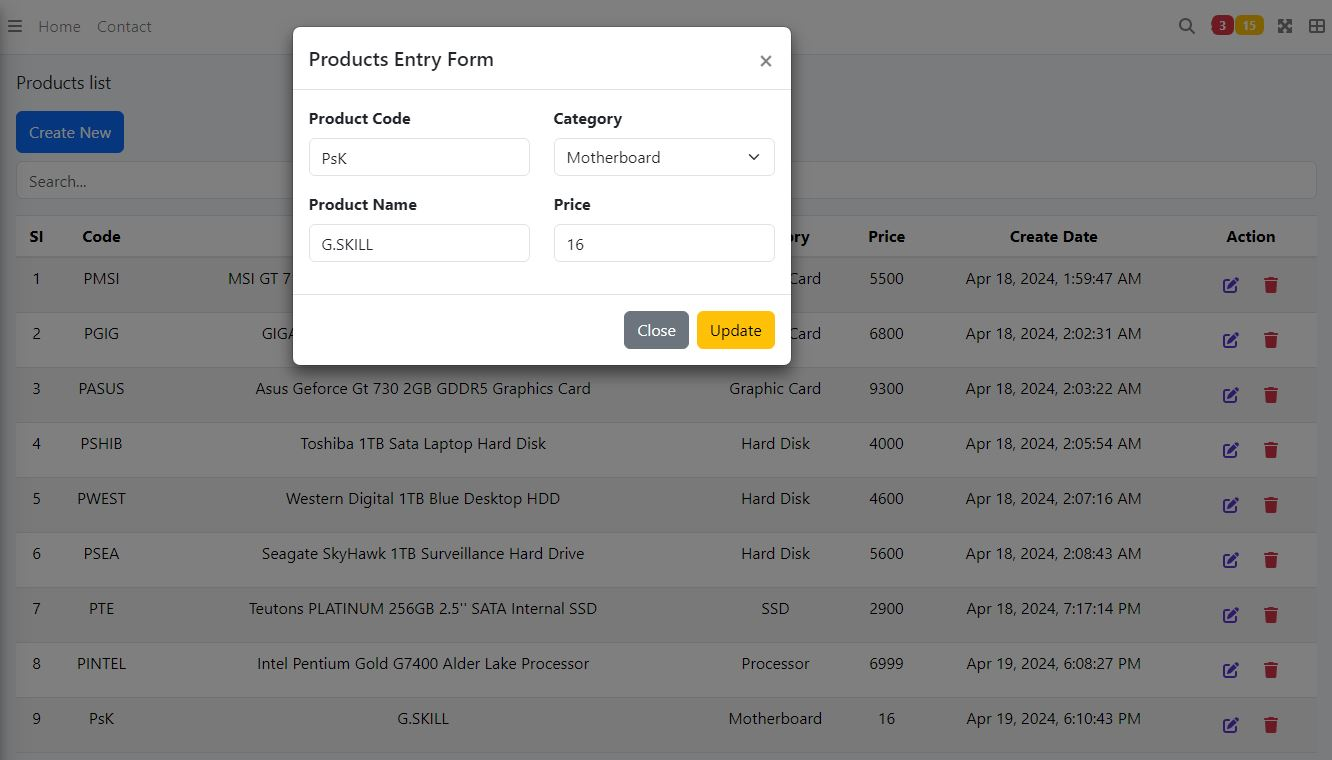 Home Contact 3 15
Products list
Create New
Search...
Products Entry Form ×
Product Code Category
PsK Motherboard
Product Name Price
G.SKILL 16
Close Update
SI Code ry Price Create Date Action
1 PMSI MSI GT 7 Card 5500 Apr 18, 2024, 1:59:47 AM
2 PGIG GIGA Card 6800 Apr 18, 2024, 2:02:31 AM
3 PASUS Asus Geforce Gt 730 2GB GDDR5 Graphics Card Graphic Card 9300 Apr 18, 2024, 2:03:22 AM
4 PSHIB Toshiba 1TB Sata Laptop Hard Disk Hard Disk 4000 Apr 18, 2024, 2:05:54 AM
5 PWEST Western Digital 1TB Blue Desktop HDD Hard Disk 4600 Apr 18, 2024, 2:07:16 AM
6 PSEA Seagate SkyHawk 1TB Surveillance Hard Drive Hard Disk 5600 Apr 18, 2024, 2:08:43 AM
7 PTE Teutons PLATINUM 256GB 2.5'' SATA Internal SSD SSD 2900 Apr 18, 2024, 7:17:14 PM
8 PINTEL Intel Pentium Gold G7400 Alder Lake Processor Processor 6999 Apr 19, 2024, 6:08:27 PM
9 PsK G.SKILL Motherboard 16 Apr 19, 2024, 6:10:43 PM